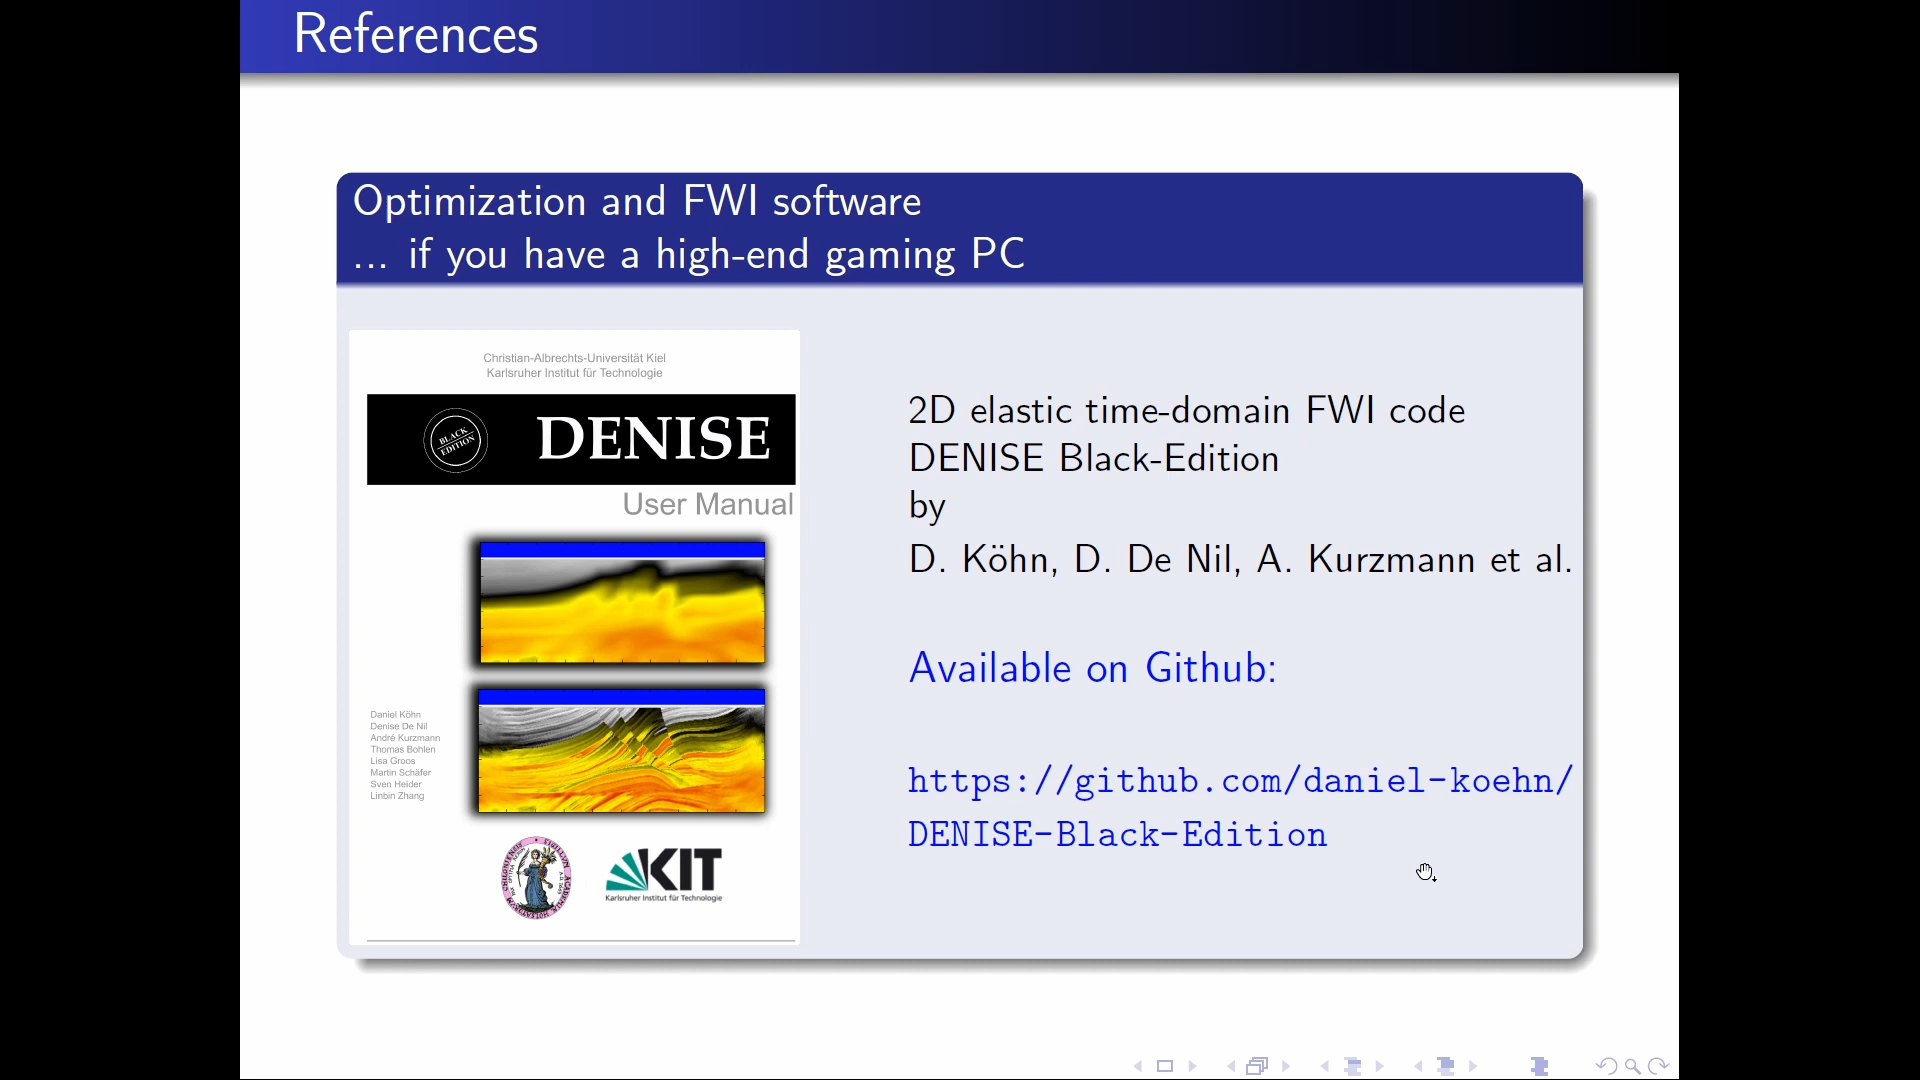 References
Optimization and FWI software
... if you have a high-end gaming PC
Christian-Albrechts-Universität Kiel
Karlsruher Institut für Technologie
BLACK
EDITION
DENISE
User Manual
Daniel Köhn
Denise De Nil
André Kurzmann
Thomas Bohlen
Lisa Groos
Martin Schäfer
Sven Heider
Linbin Zhang
KIT
Karlsruher Institut für Technologie
2D elastic time-domain FWI code
DENISE Black-Edition
by
D. Köhn, D. De Nil, A. Kurzmann et al.
Available on Github:
https://github.com/daniel-koehn/
DENISE-Black-Edition